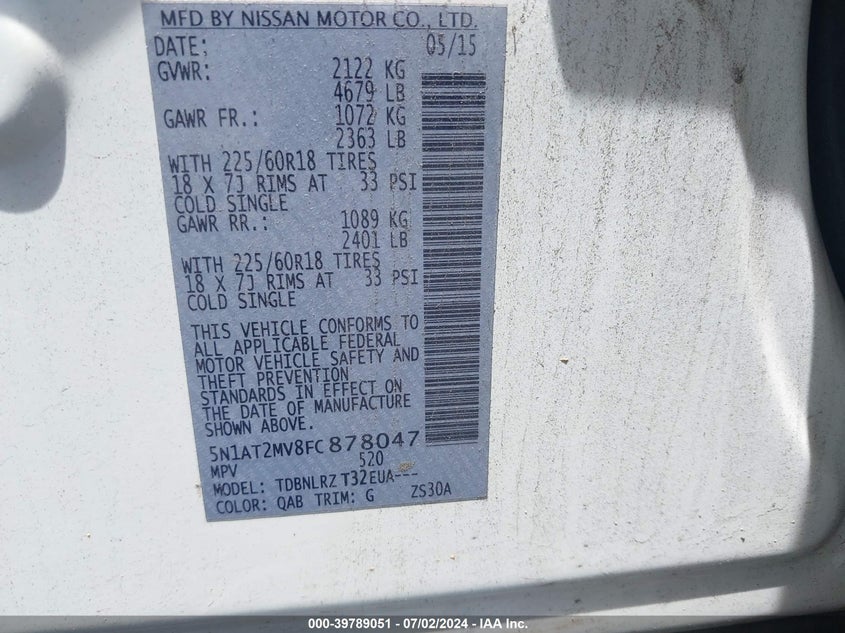 MFD BY NISSAN MOTOR CO., LTD.
DATE: 05/15
GVWR: 2122 KG
4679 LB
GAWR FR.: 1072 KG
2363 LB
WITH 225/60R18 TIRES
18 X 7J RIMS AT 33 PSI
COLD SINGLE
GAWR RR.: 1089 KG
2401 LB
WITH 225/60R18 TIRES
18 X 7J RIMS AT 33 PSI
COLD SINGLE
THIS VEHICLE CONFORMS TO
ALL APPLICABLE FEDERAL
MOTOR VEHICLE SAFETY AND
THEFT PREVENTION
STANDARDS IN EFFECT ON
THE DATE OF MANUFACTURE
SHOWN ABOVE.
5N1AT2MV8FC878047
MPV 520
MODEL: TDBNLRZ T32EUA---
COLOR: QAB TRIM: G ZS30A
000-39789051 - 07/02/2024 - IAA Inc.